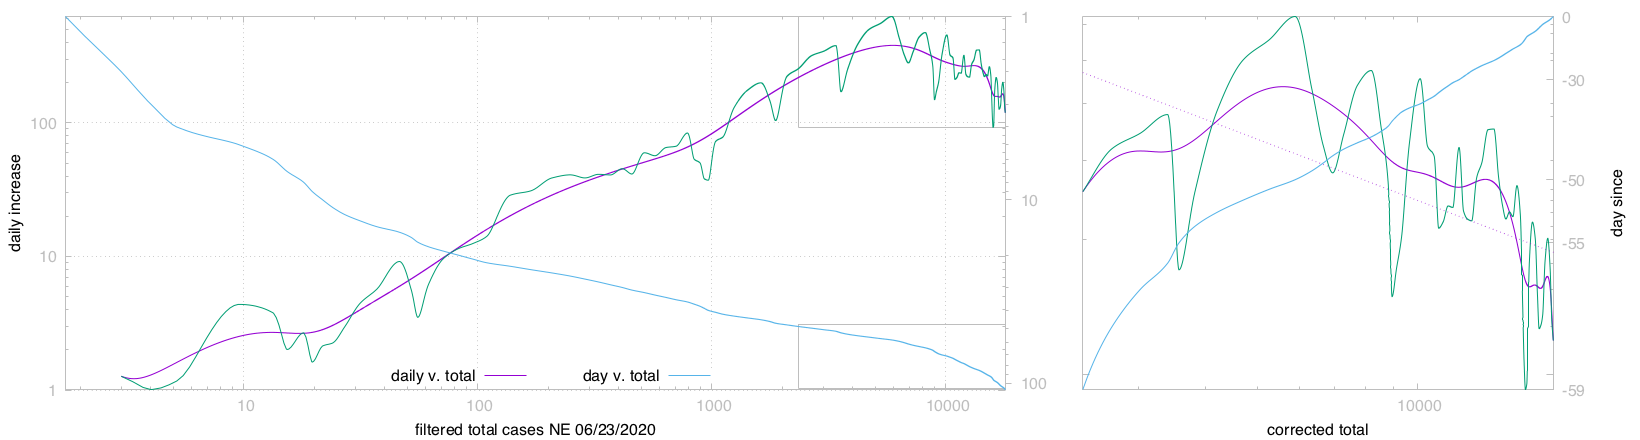 daily increase
100
10
1
10
100
1000
10000
1
10
100
daily v. total
day v. total
filtered total cases NE 06/23/2020
0
-30
-50
-55
-59
day since
10000
corrected total